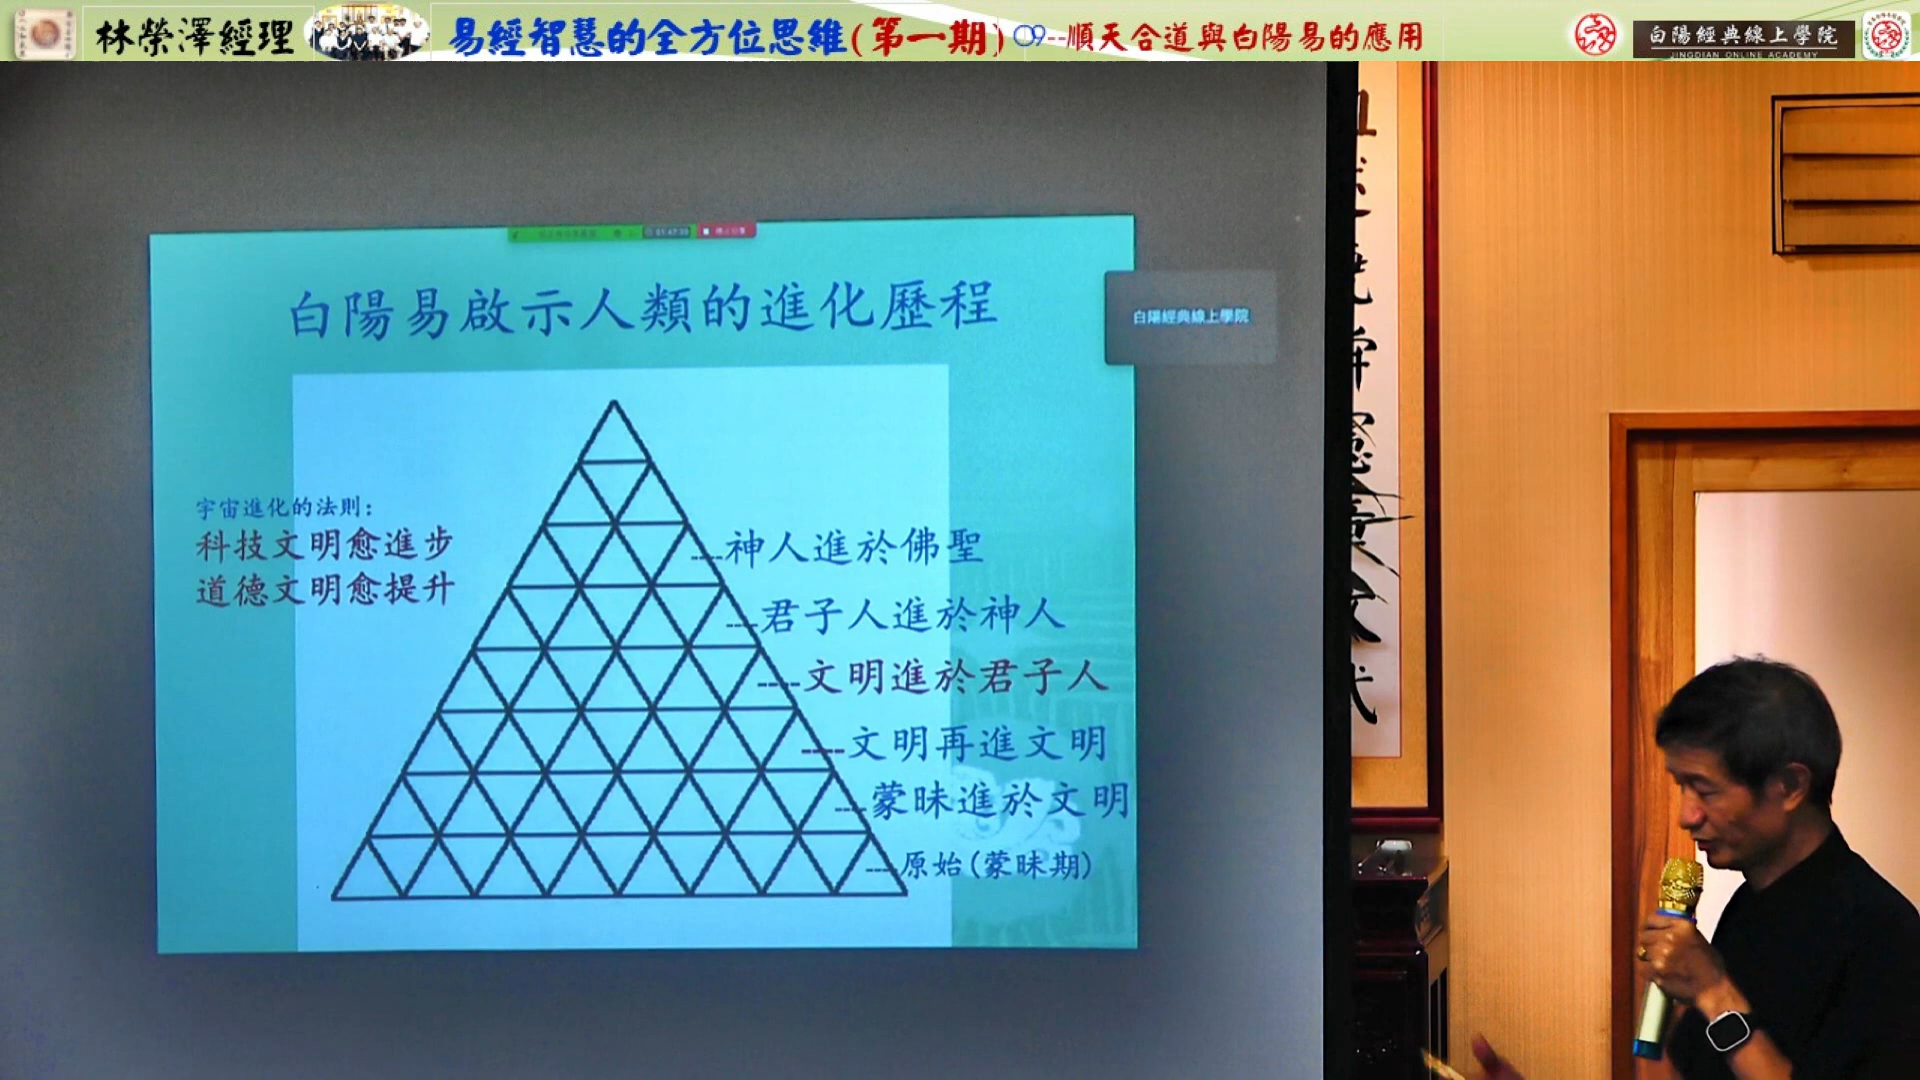 林榮澤經理
易經智慧的全方位思維(第一期)
09--順天合道與白陽易的應用
白陽經典線上學院
JINGDIAN ONLINE ACADEMY
白陽易啟示人類的進化歷程
白陽經典線上學院
宇宙進化的法則:
科技文明愈進步
道德文明愈提升
----神人進於佛聖
----君子人進於神人
----文明進於君子人
----文明再進文明
----蒙昧進於文明
----原始(蒙昧期)